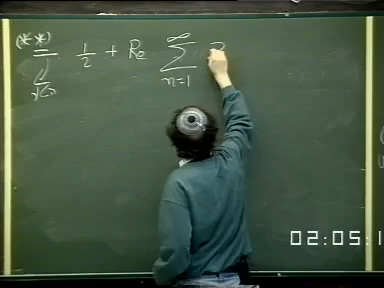 (**)
= 1/2 + Re ∑ n=1 ∞
02:05:1